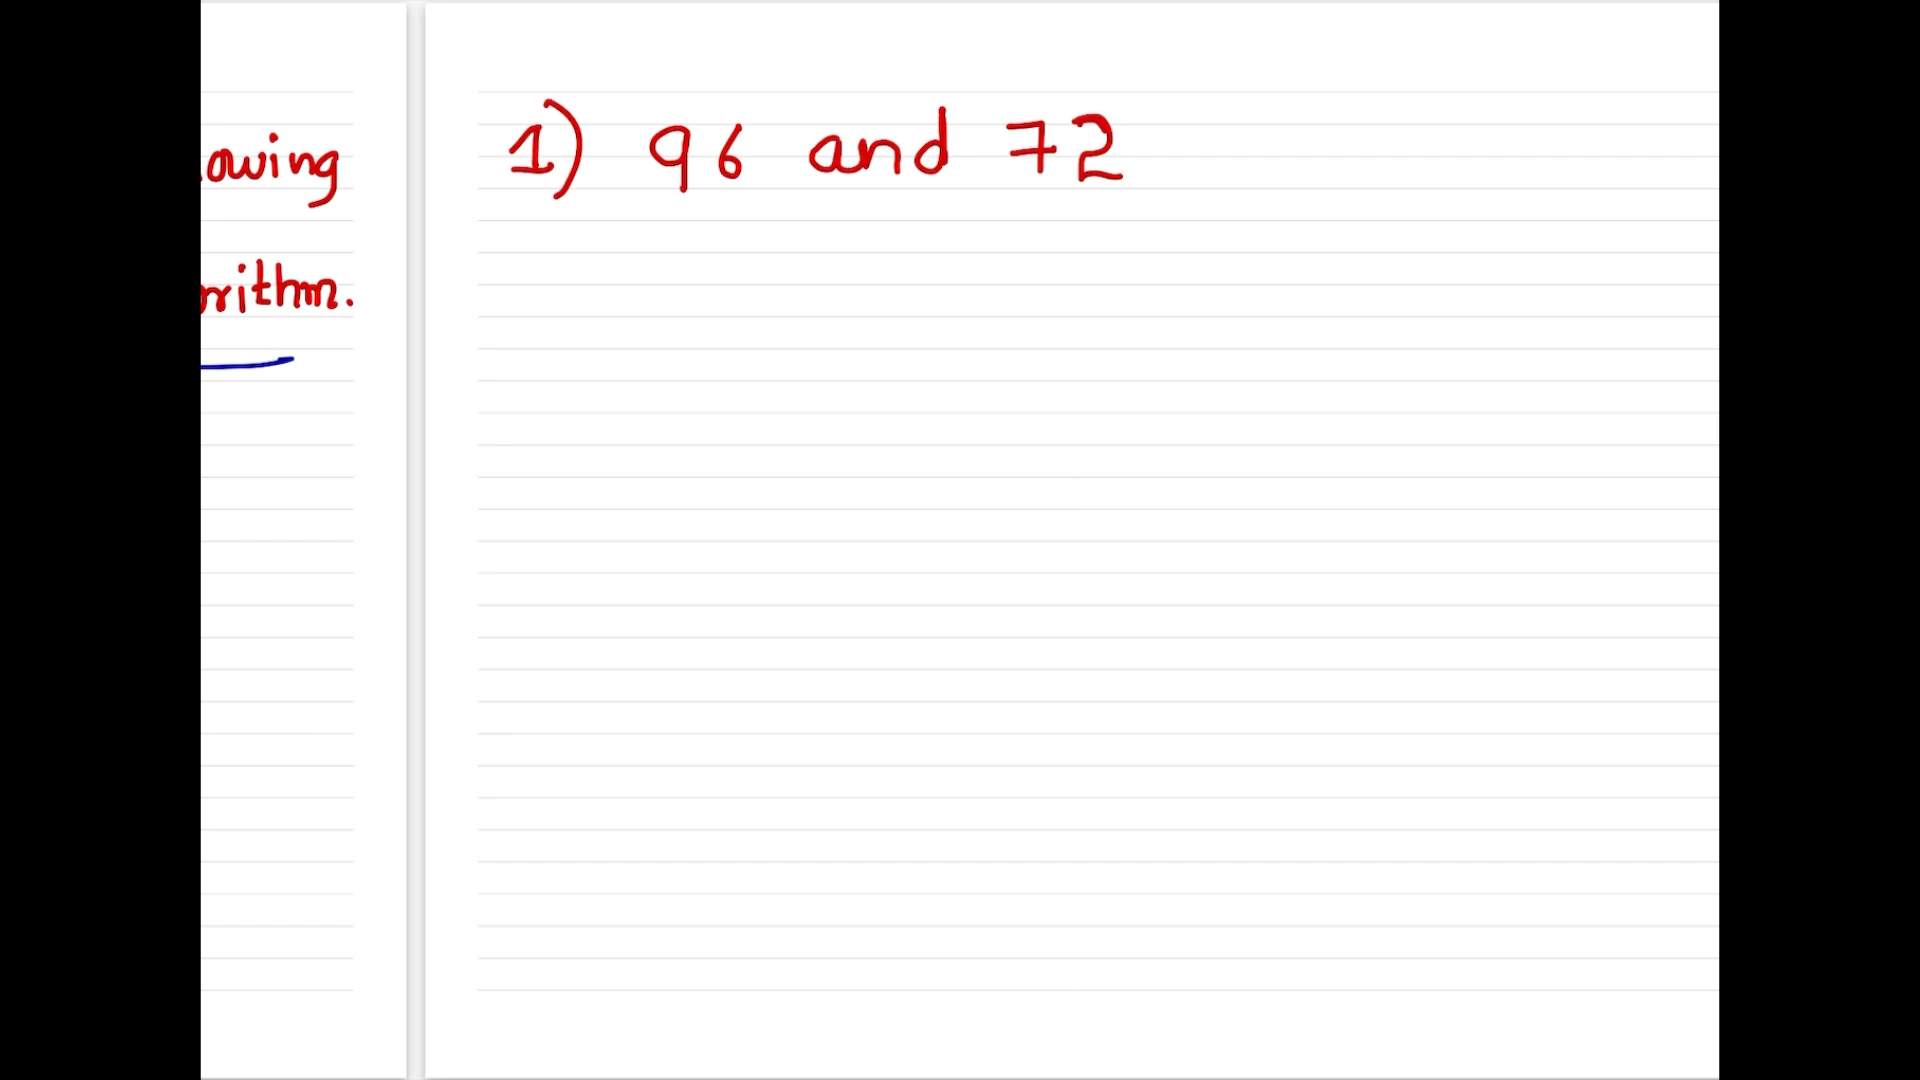 owing
rithm.
1) 96 and 72